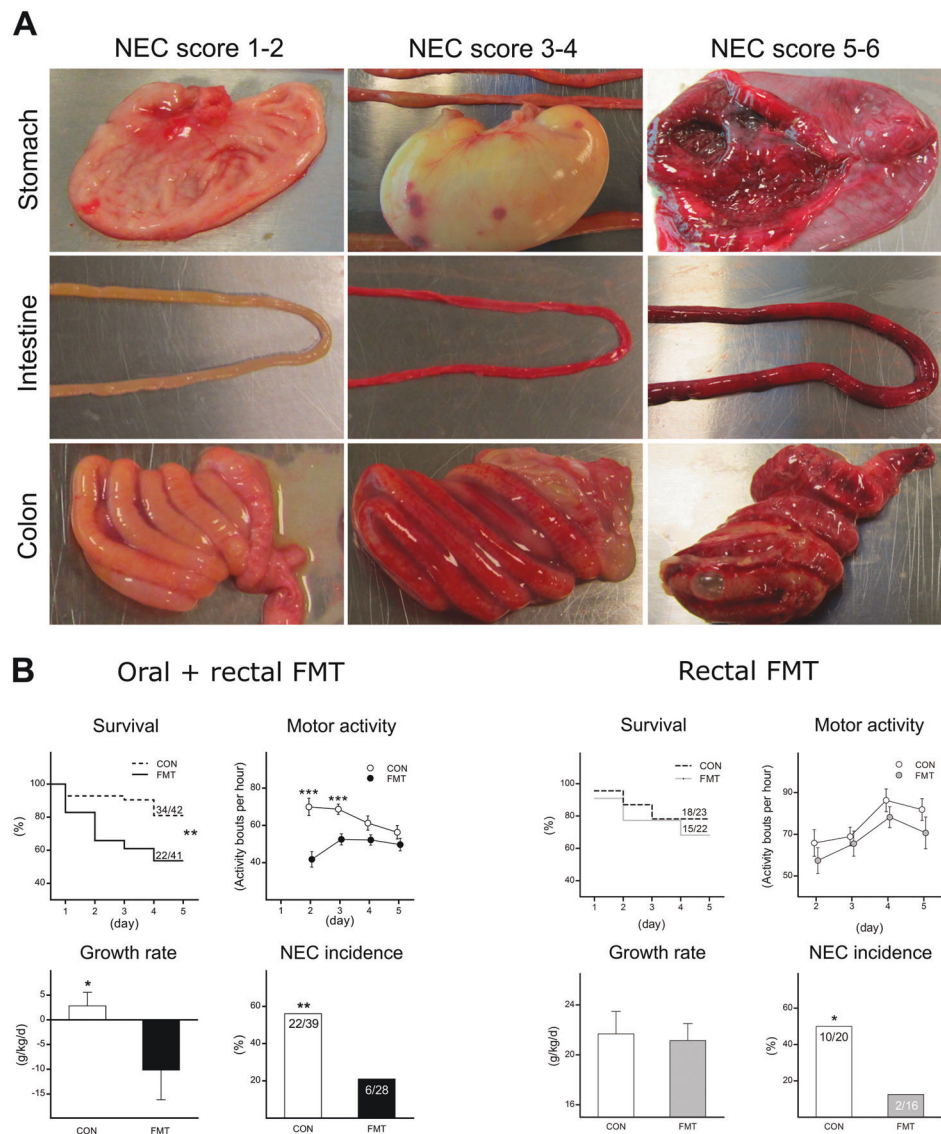 A
NEC score 1-2
NEC score 3-4
NEC score 5-6
Stomach
Intestine
Colon
B
Oral + rectal FMT
Rectal FMT
Survival
CON
FMT
100
80
60
40
(%)
34/42
**
22/41
1 2 3 4 5
(day)
Motor activity
CON
FMT
100
80
60
40
(Activity bouts per hour)
*** ***
1 2 3 4 5
(day)
Survival
CON
FMT
100
80
60
40
(%)
18/23
15/22
1 2 3 4 5
(day)
Motor activity
CON
FMT
90
70
50
(Activity bouts per hour)
2 3 4 5
(day)
Growth rate
5
0
-5
-10
-15
(g/kg/d)
*
CON FMT
NEC incidence
60
40
20
(%)
**
22/39
6/28
CON FMT
Growth rate
24
22
20
18
16
(g/kg/d)
CON FMT
NEC incidence
60
40
20
(%)
*
10/20
2/16
CON FMT